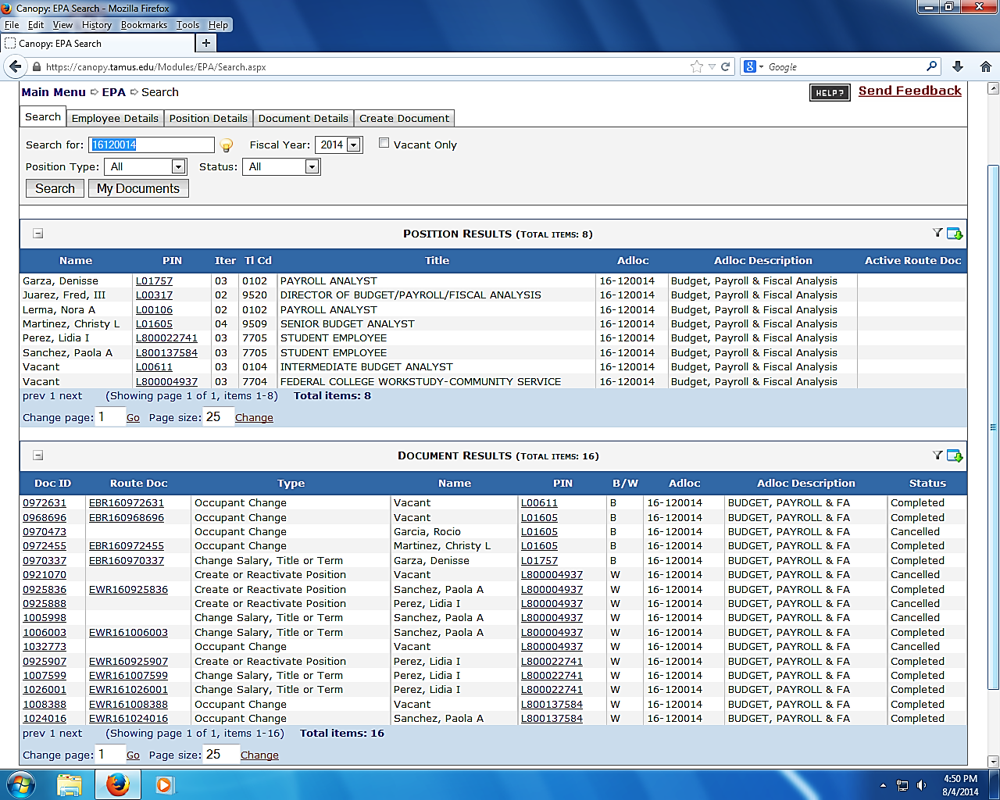 Canopy: EPA Search - Mozilla Firefox
File Edit View History Bookmarks Tools Help
Canopy: EPA Search +
https://canopy.tamus.edu/Modules/EPA/Search.aspx 8 Google
Main Menu EPA Search HELP? Send Feedback
Search Employee Details Position Details Document Details Create Document
Search for: 16120014 Fiscal Year: 2014 Vacant Only
Position Type: All Status: All
Search My Documents
POSITION RESULTS (TOTAL ITEMS: 8)
Name PIN Iter Tl Cd Title Adloc Adloc Description Active Route Doc
Garza, Denisse L01757 03 0102 PAYROLL ANALYST 16-120014 Budget, Payroll & Fiscal Analysis
Juarez, Fred, III L00317 02 9520 DIRECTOR OF BUDGET/PAYROLL/FISCAL ANALYSIS 16-120014 Budget, Payroll & Fiscal Analysis
Lerma, Nora A L00106 02 0102 PAYROLL ANALYST 16-120014 Budget, Payroll & Fiscal Analysis
Martinez, Christy L L01605 04 9509 SENIOR BUDGET ANALYST 16-120014 Budget, Payroll & Fiscal Analysis
Perez, Lidia I L800022741 03 7705 STUDENT EMPLOYEE 16-120014 Budget, Payroll & Fiscal Analysis
Sanchez, Paola A L800137584 03 7705 STUDENT EMPLOYEE 16-120014 Budget, Payroll & Fiscal Analysis
Vacant L00611 03 0104 INTERMEDIATE BUDGET ANALYST 16-120014 Budget, Payroll & Fiscal Analysis
Vacant L800004937 03 7704 FEDERAL COLLEGE WORKSTUDY-COMMUNITY SERVICE 16-120014 Budget, Payroll & Fiscal Analysis
prev 1 next (Showing page 1 of 1, items 1-8) Total items: 8
Change page: 1 Go Page size: 25 Change
DOCUMENT RESULTS (TOTAL ITEMS: 16)
Doc ID Route Doc Type Name PIN B/W Adloc Adloc Description Status
0972631 EBR160972631 Occupant Change Vacant L00611 B 16-120014 BUDGET, PAYROLL & FA Completed
0968696 EBR160968696 Occupant Change Vacant L01605 B 16-120014 BUDGET, PAYROLL & FA Completed
0970473 Occupant Change Garcia, Rocio L01605 B 16-120014 BUDGET, PAYROLL & FA Cancelled
0972455 EBR160972455 Occupant Change Martinez, Christy L L01605 B 16-120014 BUDGET, PAYROLL & FA Completed
0970337 EBR160970337 Change Salary, Title or Term Garza, Denisse L01757 B 16-120014 BUDGET, PAYROLL & FA Completed
0921070 Create or Reactivate Position Vacant L800004937 W 16-120014 BUDGET, PAYROLL & FA Cancelled
0925836 EWR160925836 Create or Reactivate Position Sanchez, Paola A L800004937 W 16-120014 BUDGET, PAYROLL & FA Completed
0925888 Create or Reactivate Position Perez, Lidia I L800004937 W 16-120014 BUDGET, PAYROLL & FA Cancelled
1005998 Change Salary, Title or Term Sanchez, Paola A L800004937 W 16-120014 BUDGET, PAYROLL & FA Cancelled
1006003 EWR161006003 Change Salary, Title or Term Sanchez, Paola A L800004937 W 16-120014 BUDGET, PAYROLL & FA Completed
1032773 Occupant Change Vacant L800004937 W 16-120014 BUDGET, PAYROLL & FA Cancelled
0925907 EWR160925907 Create or Reactivate Position Perez, Lidia I L800022741 W 16-120014 BUDGET, PAYROLL & FA Completed
1007599 EWR161007599 Change Salary, Title or Term Perez, Lidia I L800022741 W 16-120014 BUDGET, PAYROLL & FA Completed
1026001 EWR161026001 Change Salary, Title or Term Perez, Lidia I L800022741 W 16-120014 BUDGET, PAYROLL & FA Completed
1008388 EWR161008388 Occupant Change Vacant L800137584 W 16-120014 BUDGET, PAYROLL & FA Completed
1024016 EWR161024016 Occupant Change Sanchez, Paola A L800137584 W 16-120014 BUDGET, PAYROLL & FA Completed
prev 1 next (Showing page 1 of 1, items 1-16) Total items: 16
Change page: 1 Go Page size: 25 Change
4:50 PM
8/4/2014